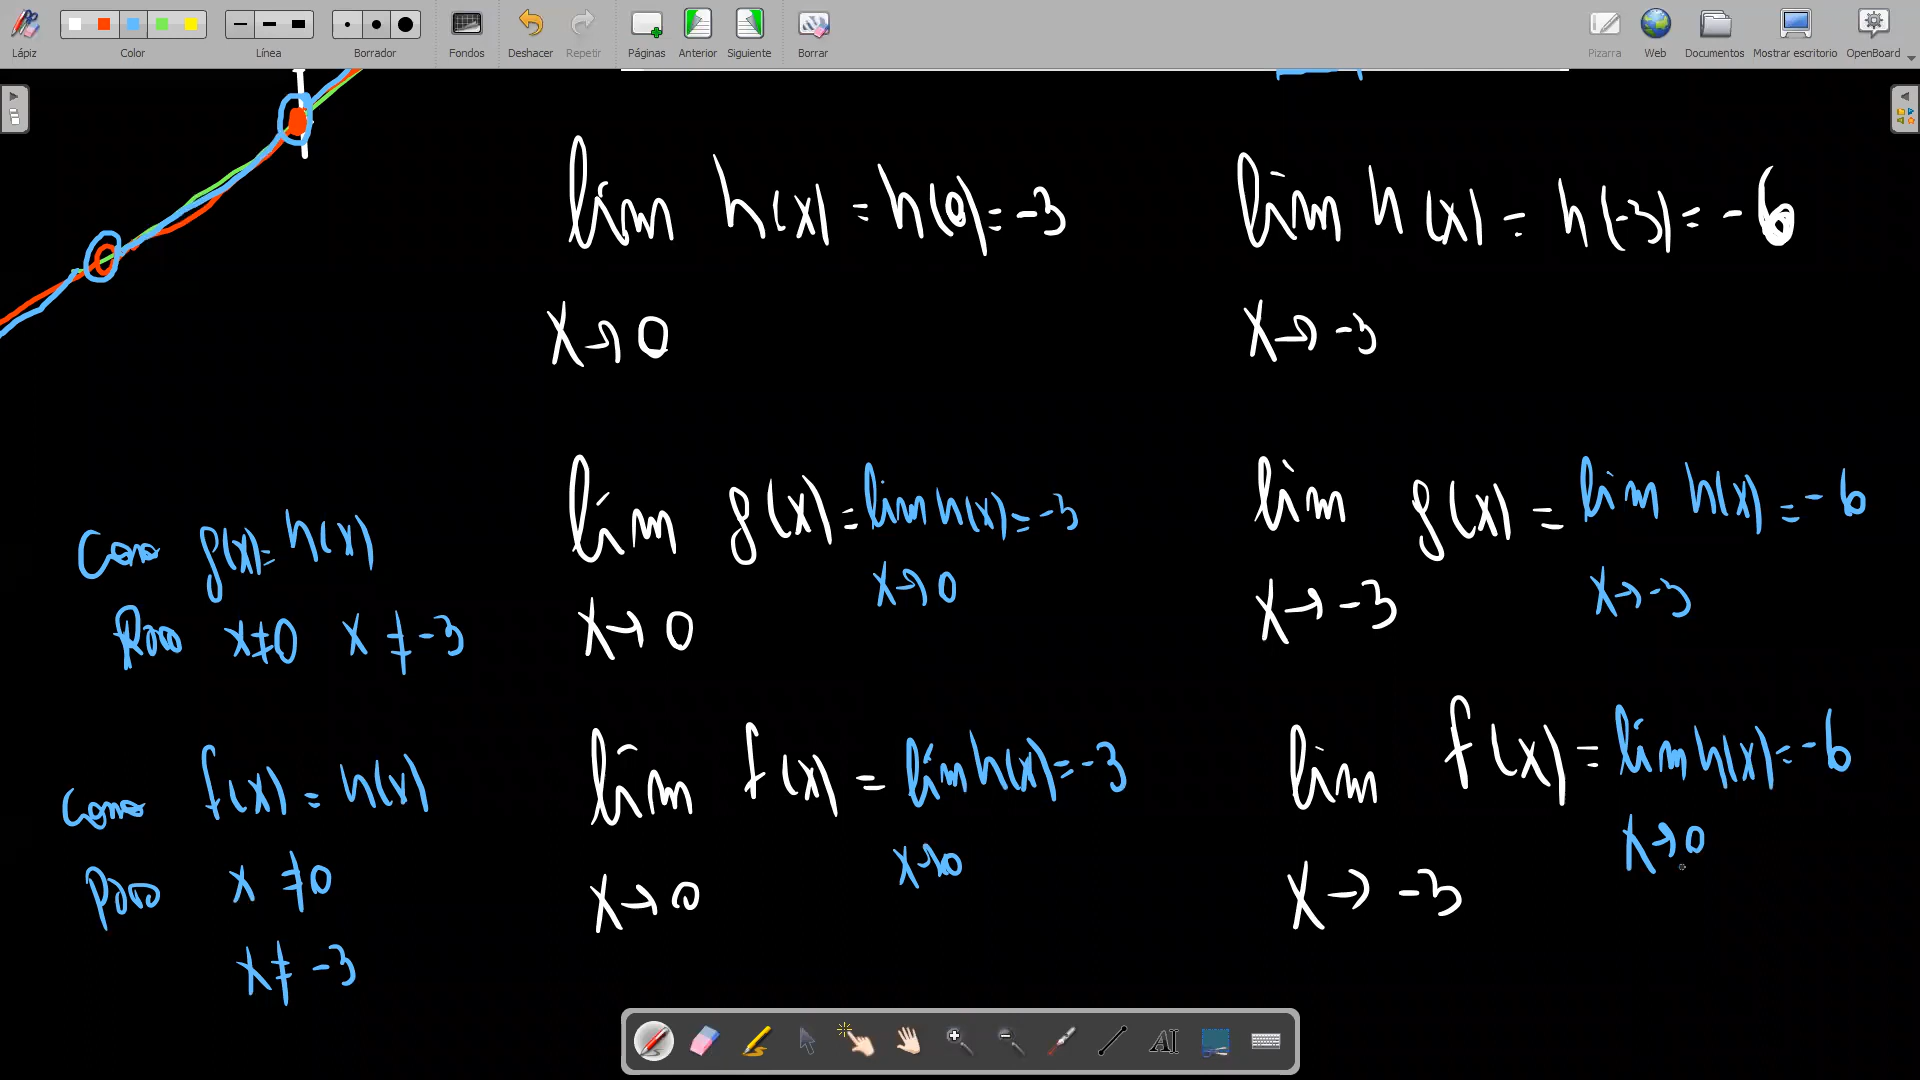 Lápiz Color Línea Borrador Fondos Deshacer Repetir Páginas Anterior Siguiente Borrar Pizarra Web Documentos Mostrar escritorio OpenBoard
lím h(x) = h(0) = -3
x → 0
lím h(x) = h(-3) = -6
x → -3
Como g(x) = h(x)
Para x ≠ 0 x ≠ -3
lím g(x) = lím h(x) = -3
x → 0 x → 0
lím g(x) = lím h(x) = -6
x → -3 x → -3
Como f(x) = h(x)
Para x ≠ 0
x ≠ -3
lím f(x) = lím h(x) = -3
x → 0 x → 0
lím f(x) = lím h(x) = -6
x → -3 x → 0
AI